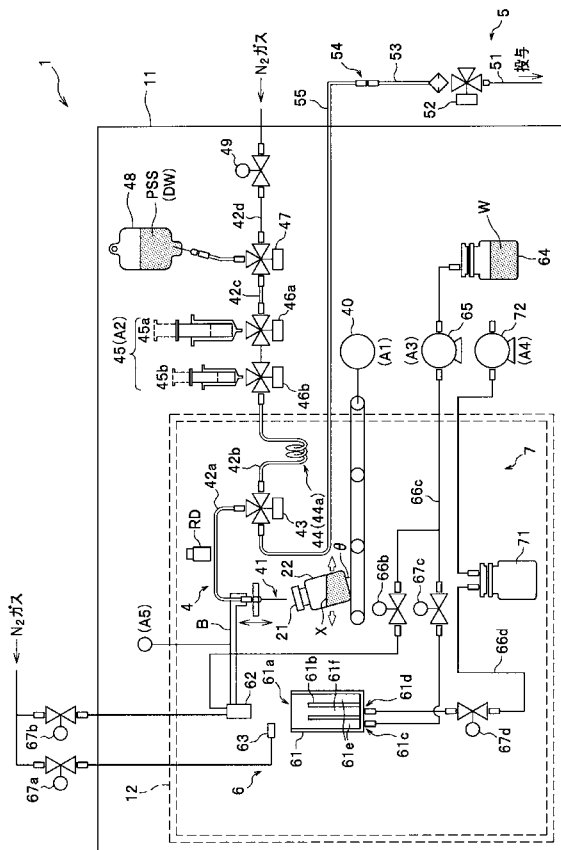 1
11
N₂ガス
67b
67a
12
6
63
62
(A5)
B
4
RD
42a
41
21
22
X
θ
43
44 (44a)
42b
61a
61b
61f
61
61e
61d
61c
66b
67c
67d
66d
66c
7
71
45 (A2)
45a
45b
46b
46a
42c
47
42d
48
PSS
(DW)
49
N₂ガス
40
(A1)
55
54
53
52
5
51
投与
(A3)
65
72
(A4)
W
64